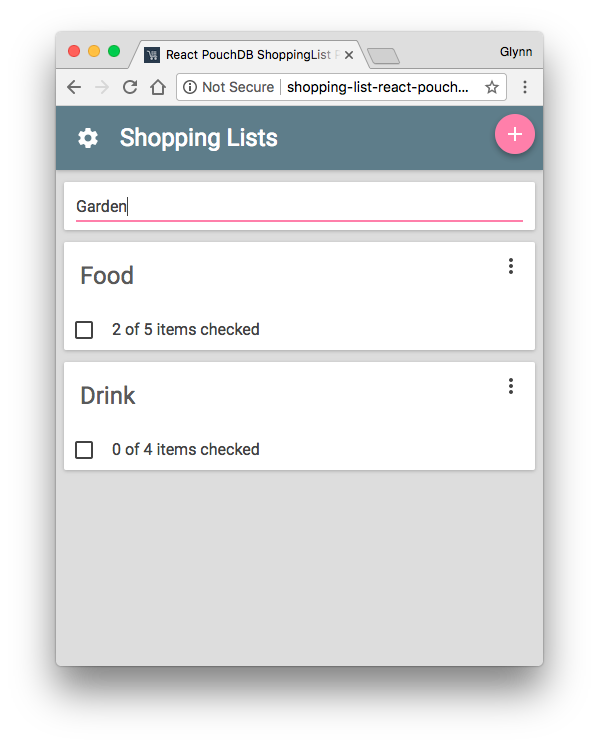 React PouchDB ShoppingList
Glynn
Not Secure
shopping-list-react-pouch...
Shopping Lists
Garden
Food
2 of 5 items checked
Drink
0 of 4 items checked